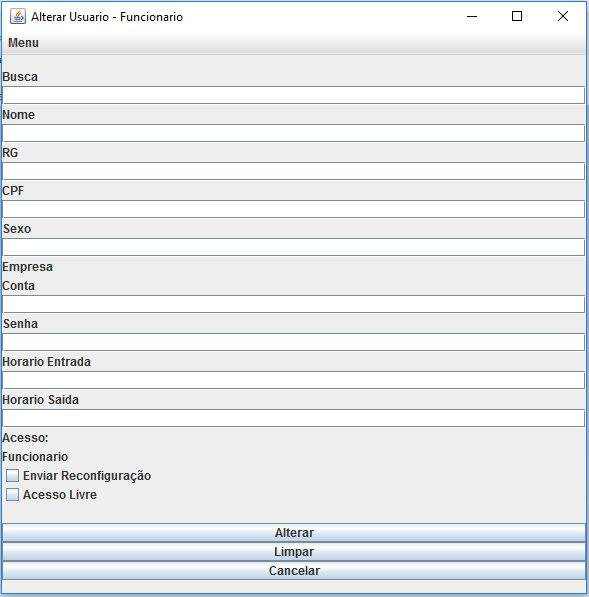 Alterar Usuario - Funcionario
Menu
Busca
Nome
RG
CPF
Sexo
Empresa
Conta
Senha
Horario Entrada
Horario Saida
Acesso:
Funcionario
Enviar Reconfiguração
Acesso Livre
Alterar
Limpar
Cancelar